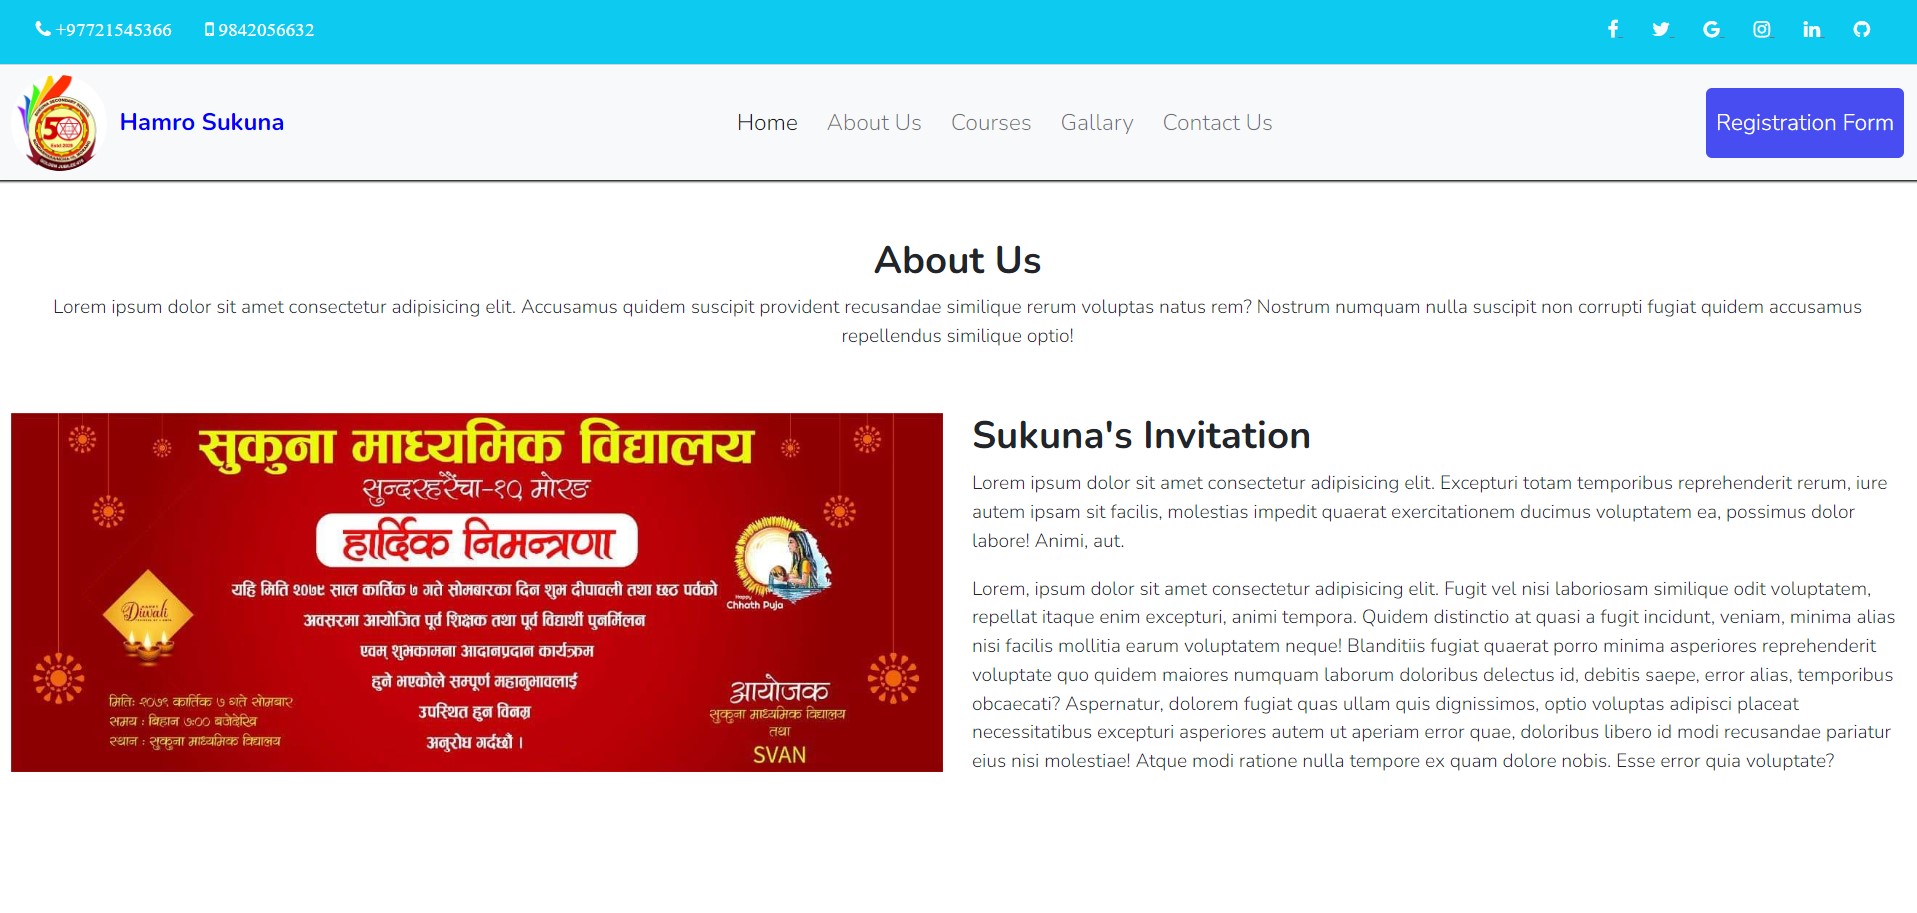 +97721545366 9842056632
Hamro Sukuna
Home About Us Courses Gallary Contact Us
Registration Form
About Us
Lorem ipsum dolor sit amet consectetur adipisicing elit. Accusamus quidem suscipit provident recusandae similique rerum voluptas natus rem? Nostrum numquam nulla suscipit non corrupti fugiat quidem accusamus
repellendus similique optio!
सुकुना माध्यमिक विद्यालय
सुन्दरहरैंचा-१२ मोरङ
हार्दिक निमन्त्रणा
यहि मिति २०७९ साल कार्तिक ७ गते सोमबारका दिन शुभ दीपावली तथा छठ पर्वको
अवसरमा आयोजित पूर्व शिक्षक तथा पूर्व विद्यार्थी पुनर्मिलन
एवम् शुभकामना आदानप्रदान कार्यक्रम
हुने भएकोले सम्पूर्ण महानुभावलाई
उपस्थित हुन विनम्र
अनुरोध गर्दछौं ।
Happy
Diwali
Happy
Chhath Puja
मितिः २०७९ कार्तिक ७ गते सोमबार
समय : बिहान ७:०० बजेदेखि
स्थान : सुकुना माध्यमिक विद्यालय
आयोजक
सुकुना माध्यमिक विद्यालय
तथा
SVAN
Sukuna's Invitation
Lorem ipsum dolor sit amet consectetur adipisicing elit. Excepturi totam temporibus reprehenderit rerum, iure
autem ipsam sit facilis, molestias impedit quaerat exercitationem ducimus voluptatem ea, possimus dolor
labore! Animi, aut.
Lorem, ipsum dolor sit amet consectetur adipisicing elit. Fugit vel nisi laboriosam similique odit voluptatem,
repellat itaque enim excepturi, animi tempora. Quidem distinctio at quasi a fugit incidunt, veniam, minima alias
nisi facilis mollitia earum voluptatem neque! Blanditiis fugiat quaerat porro minima asperiores reprehenderit
voluptate quo quidem maiores numquam laborum doloribus delectus id, debitis saepe, error alias, temporibus
obcaecati? Aspernatur, dolorem fugiat quas ullam quis dignissimos, optio voluptas adipisci placeat
necessitatibus excepturi asperiores autem ut aperiam error quae, doloribus libero id modi recusandae pariatur
eius nisi molestiae! Atque modi ratione nulla tempore ex quam dolore nobis. Esse error quia voluptate?